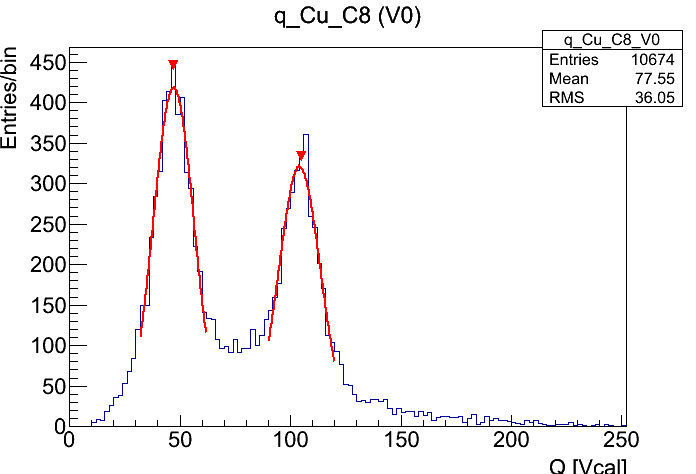 q_Cu_C8 (V0)
q_Cu_C8_V0
Entries 10674
Mean 77.55
RMS 36.05
Entries/bin
450
400
350
300
250
200
150
100
50
0
0 50 100 150 200 250
Q [Vcal]